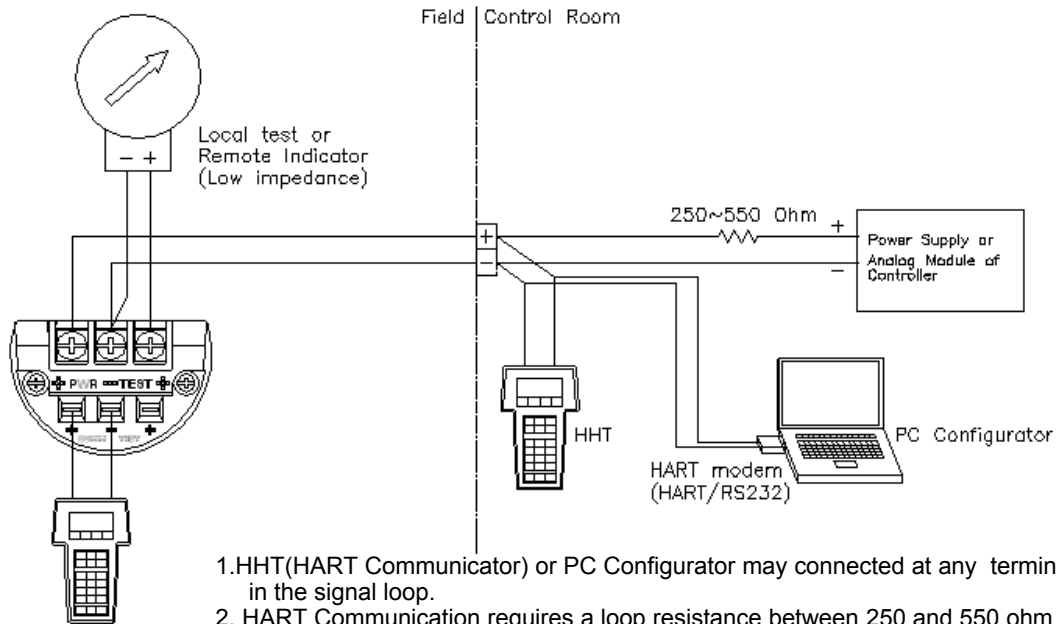 Field | Control Room
Local test or
Remote Indicator
(Low impedance)
- +
250~550 Ohm
+
-
Power Supply or
Analog Module of
Controller
+
-
+ PWR TEST +
+ - +
TEST
HHT
HART modem
(HART/RS232)
PC Configurator
1.HHT(HART Communicator) or PC Configurator may connected at any termin
in the signal loop.
2. HART Communication requires a loop resistance between 250 and 550 ohm